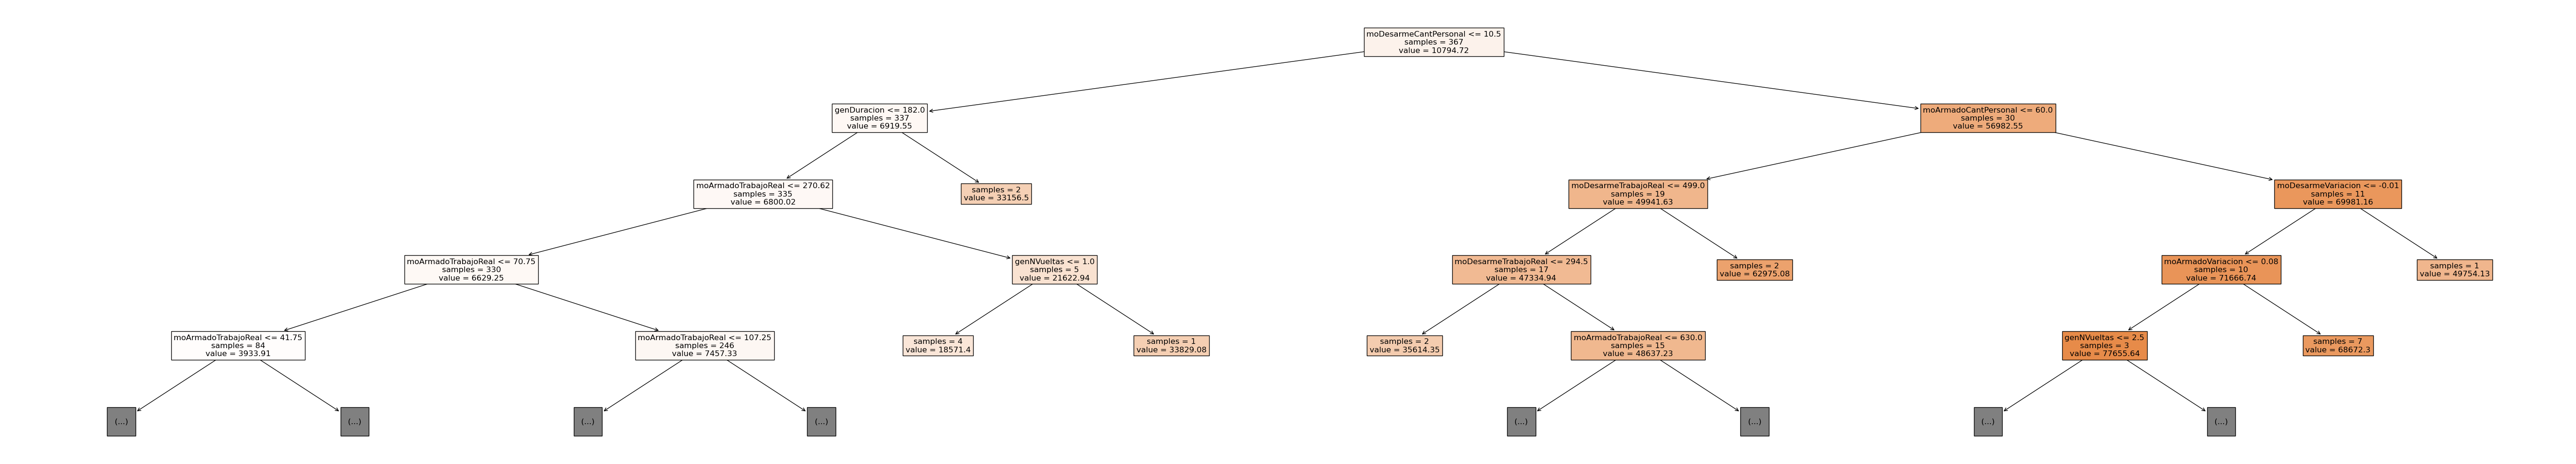 moDesarmeCantPersonal <= 10.5
samples = 367
value = 10794.72
genDuracion <= 182.0
samples = 337
value = 6919.55
moArmadoCantPersonal <= 60.0
samples = 30
value = 56982.55
moArmadoTrabajoReal <= 270.62
samples = 335
value = 6800.02
samples = 2
value = 33156.5
moDesarmeTrabajoReal <= 499.0
samples = 19
value = 49941.63
moDesarmeVariacion <= -0.01
samples = 11
value = 69981.16
moArmadoTrabajoReal <= 70.75
samples = 330
value = 6629.25
genNVueltas <= 1.0
samples = 5
value = 21622.94
moDesarmeTrabajoReal <= 294.5
samples = 17
value = 47334.94
samples = 2
value = 62975.08
moArmadoVariacion <= 0.08
samples = 10
value = 71666.74
samples = 1
value = 49754.13
moArmadoTrabajoReal <= 41.75
samples = 84
value = 3933.91
moArmadoTrabajoReal <= 107.25
samples = 246
value = 7457.33
samples = 4
value = 18571.4
samples = 1
value = 33829.08
samples = 2
value = 35614.35
moArmadoTrabajoReal <= 630.0
samples = 15
value = 48637.23
genNVueltas <= 2.5
samples = 3
value = 77655.64
samples = 7
value = 68672.3
(...)
(...)
(...)
(...)
(...)
(...)
(...)
(...)